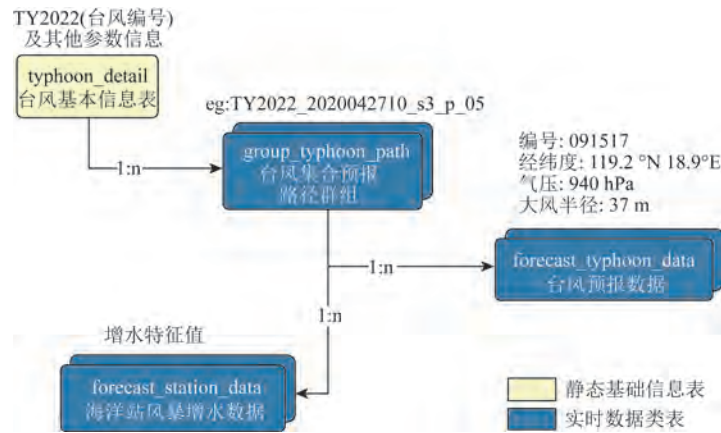 TY2022(台风编号)
及其他参数信息
typhoon_detail
台风基本信息表
1:n
eg:TY2022_2020042710_s3_p_05
group_typhoon_path
台风集合预报
路径群组
编号: 091517
经纬度: 119.2 °N 18.9°E
气压: 940 hPa
大风半径: 37 m
1:n
forecast_typhoon_data
台风预报数据
1:n
增水特征值
forecast_station_data
海洋站风暴增水数据
静态基础信息表
实时数据类表